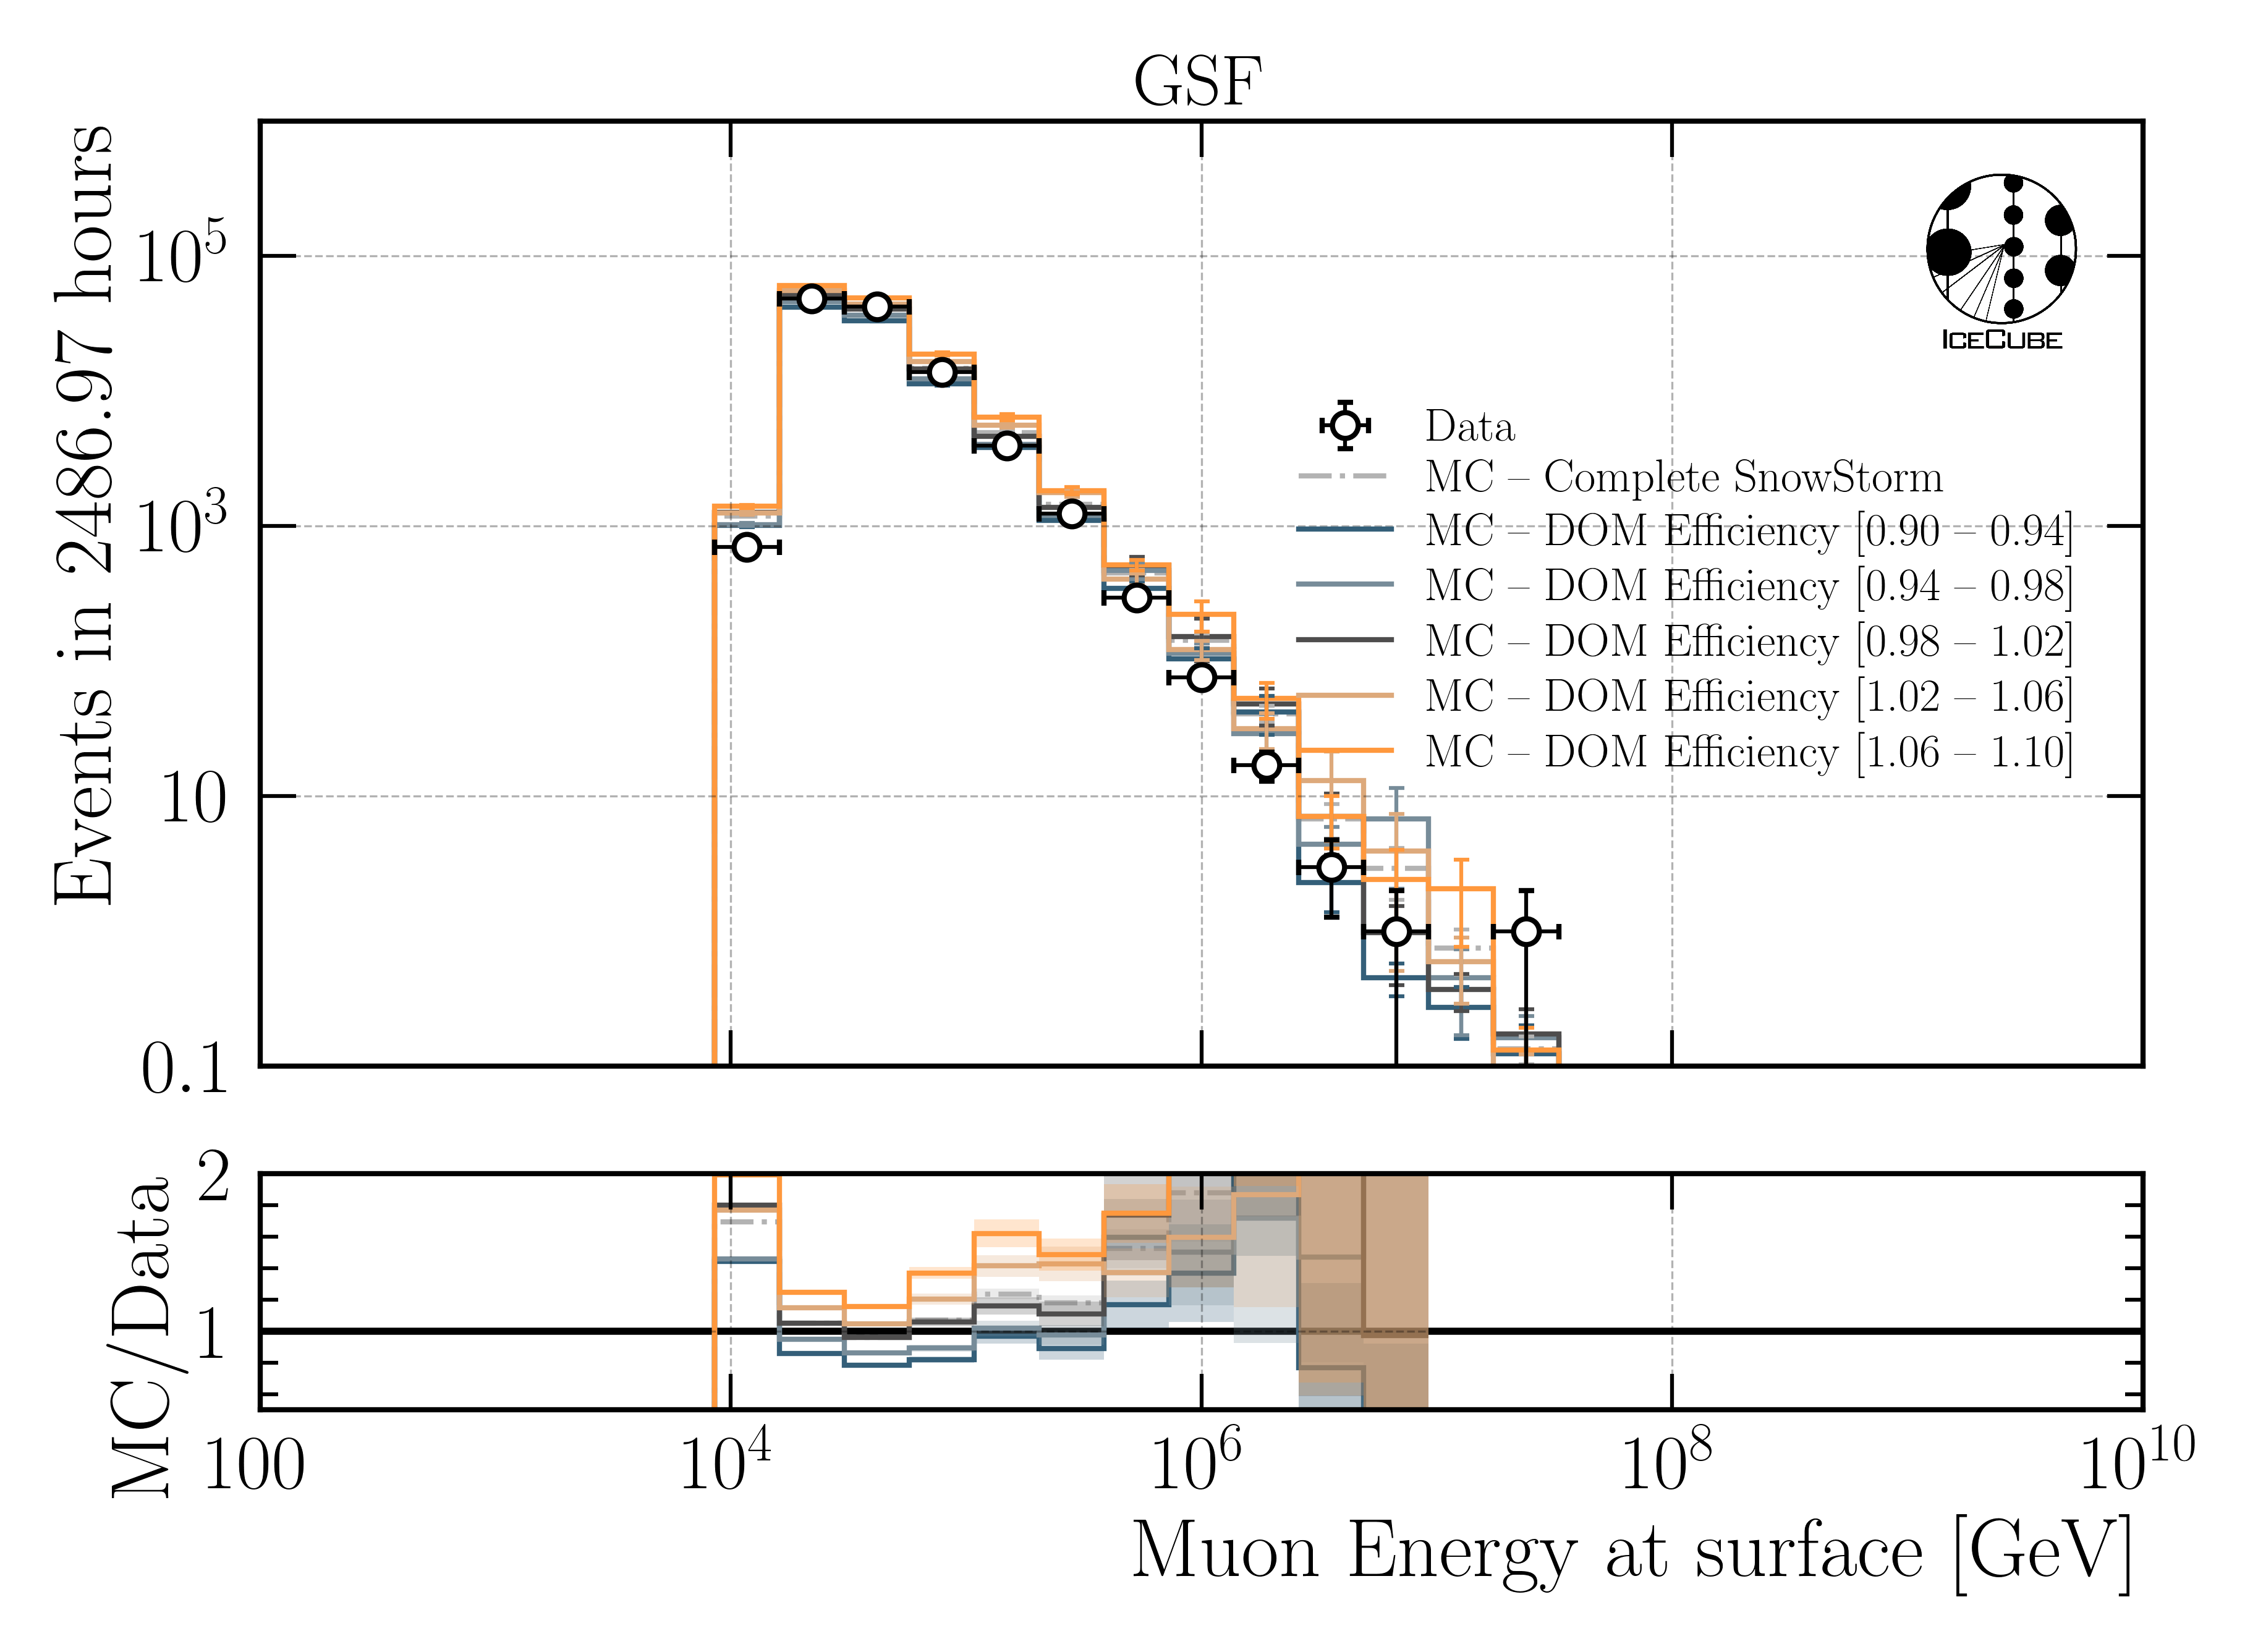 GSF
Events in 2486.97 hours
10^5
10^3
10
0.1
ICECUBE
Data
MC – Complete SnowStorm
MC – DOM Efficiency [0.90 – 0.94]
MC – DOM Efficiency [0.94 – 0.98]
MC – DOM Efficiency [0.98 – 1.02]
MC – DOM Efficiency [1.02 – 1.06]
MC – DOM Efficiency [1.06 – 1.10]
MC/Data
2
1
100 10^4 10^6 10^8 10^10
Muon Energy at surface [GeV]